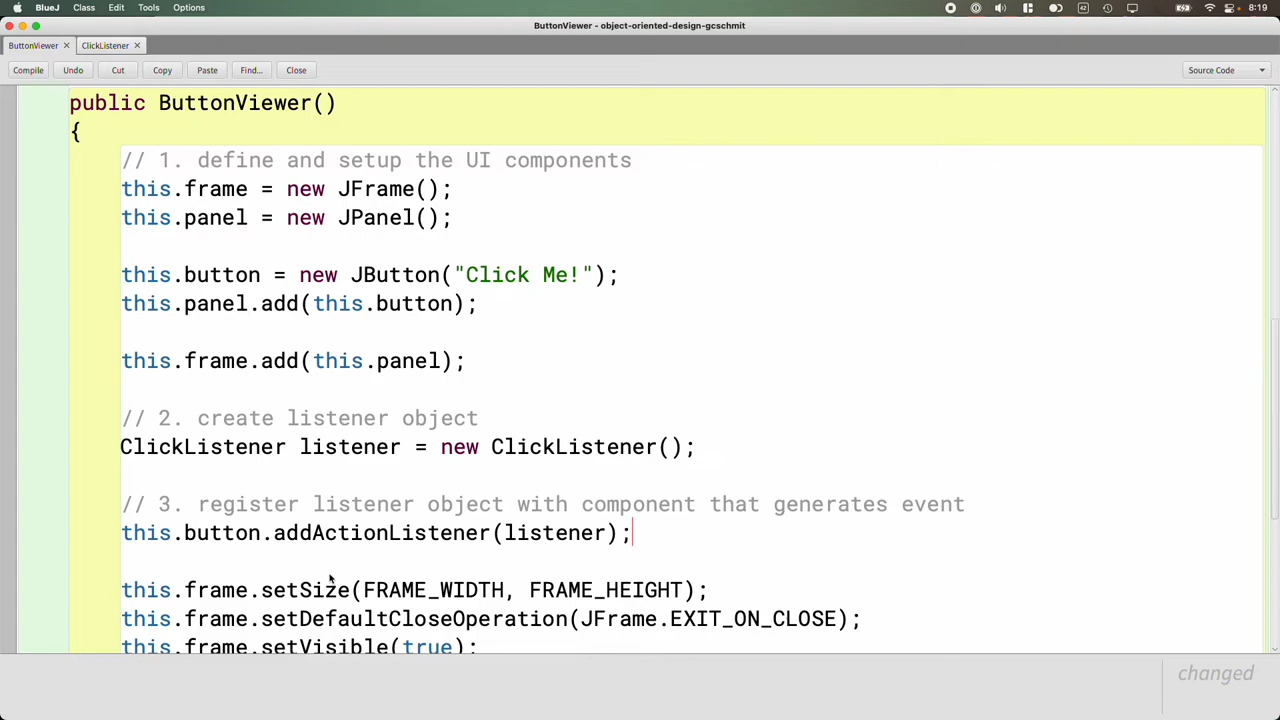 BlueJ Class Edit Tools Options 8:19
ButtonViewer - object-oriented-design-gcschmit
ButtonViewer × ClickListener ×
Compile Undo Cut Copy Paste Find... Close Source Code
public ButtonViewer()
{
// 1. define and setup the UI components
this.frame = new JFrame();
this.panel = new JPanel();
this.button = new JButton("Click Me!");
this.panel.add(this.button);
this.frame.add(this.panel);
// 2. create listener object
ClickListener listener = new ClickListener();
// 3. register listener object with component that generates event
this.button.addActionListener(listener);
this.frame.setSize(FRAME_WIDTH, FRAME_HEIGHT);
this.frame.setDefaultCloseOperation(JFrame.EXIT_ON_CLOSE);
this.frame.setVisible(true);
changed